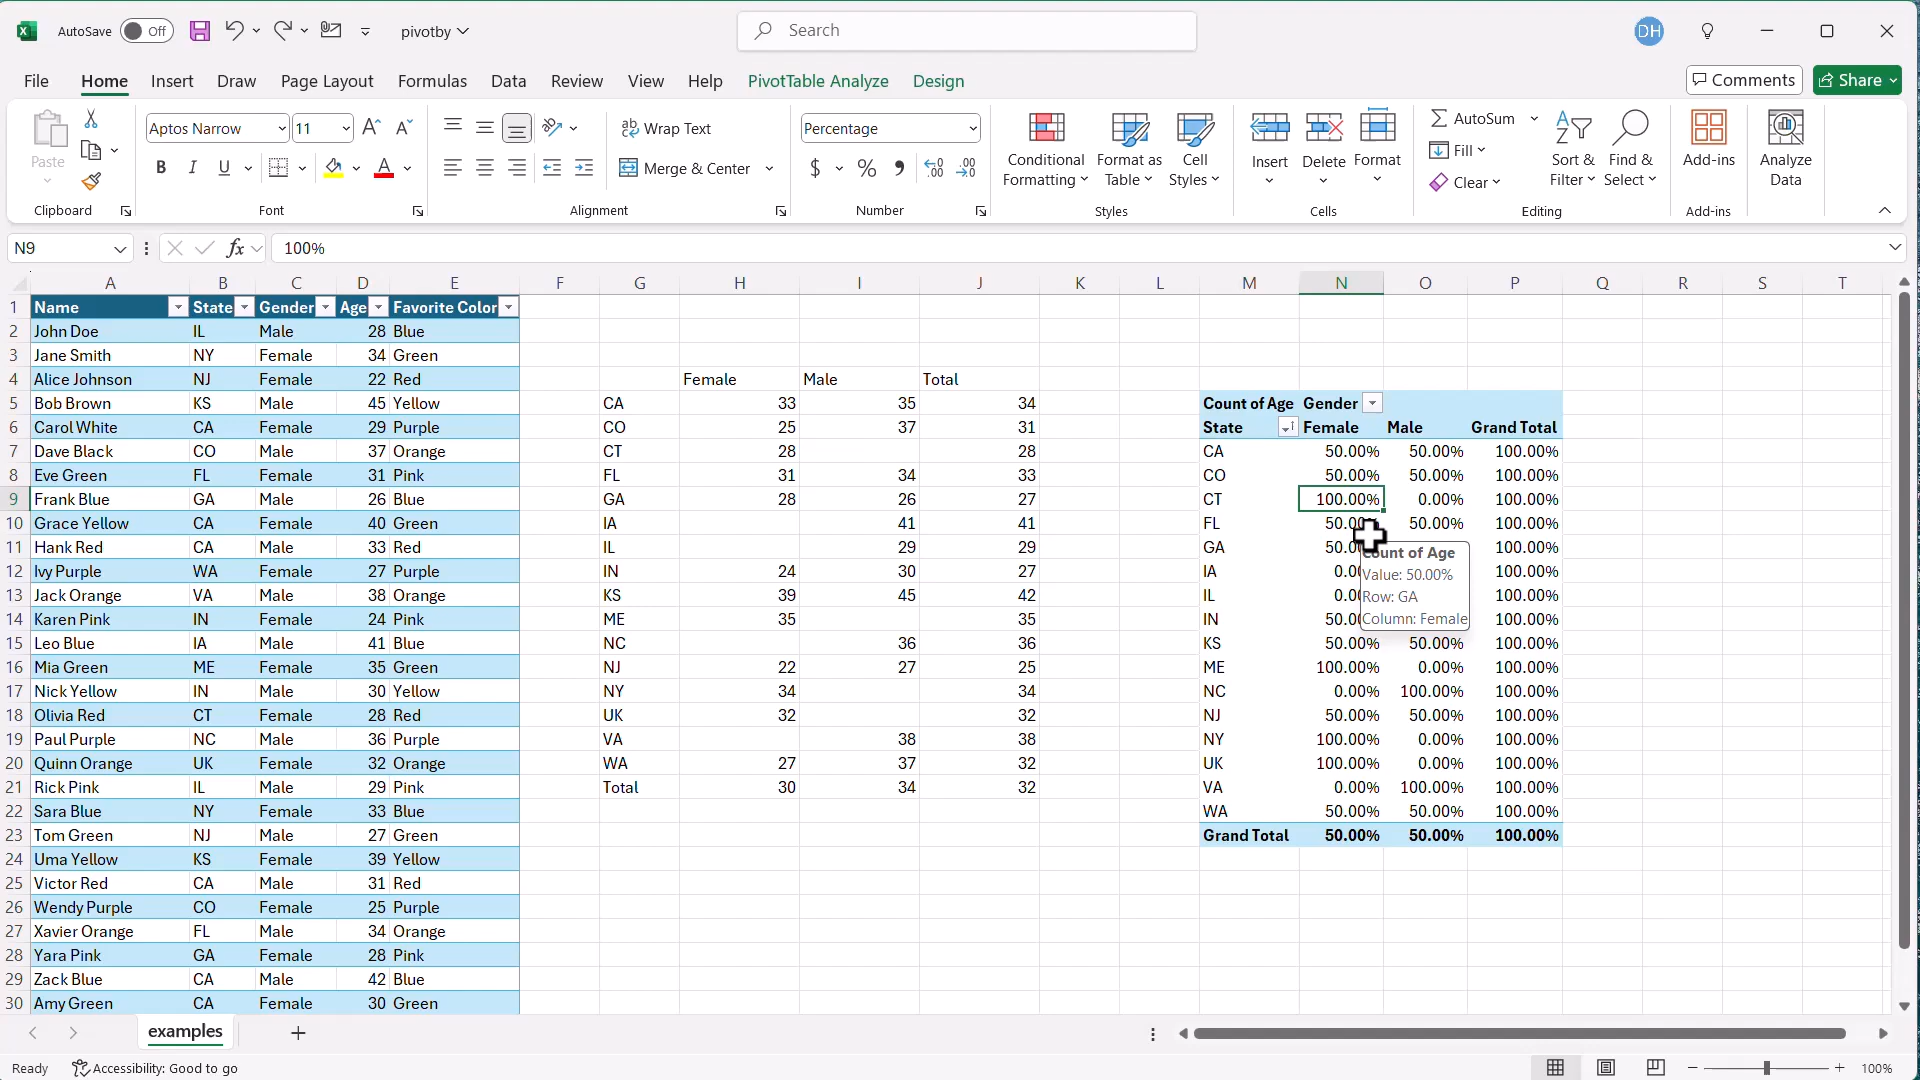 AutoSave Off pivotby Search DH
File Home Insert Draw Page Layout Formulas Data Review View Help PivotTable Analyze Design Comments Share
Paste Aptos Narrow 11 Wrap Text Percentage Conditional Formatting Format as Table Cell Styles Insert Delete Format AutoSum Fill Clear Sort & Filter Find & Select Add-ins Analyze Data
B I U Merge & Center $ % 9
Clipboard Font Alignment Number Styles Cells Editing Add-ins
N9 fx 100%
A B C D E F G H I J K L M N O P Q R S T
1 Name State Gender Age Favorite Color
2 John Doe IL Male 28 Blue
3 Jane Smith NY Female 34 Green
4 Alice Johnson NJ Female 22 Red Female Male Total
5 Bob Brown KS Male 45 Yellow CA 33 35 34 Count of Age Gender
6 Carol White CA Female 29 Purple CO 25 37 31 State Female Male Grand Total
7 Dave Black CO Male 37 Orange CT 28 28 CA 50.00% 50.00% 100.00%
8 Eve Green FL Female 31 Pink FL 31 34 33 CO 50.00% 50.00% 100.00%
9 Frank Blue GA Male 26 Blue GA 28 26 27 CT 100.00% 0.00% 100.00%
10 Grace Yellow CA Female 40 Green IA 41 41 FL 50.00% 50.00% 100.00%
11 Hank Red CA Male 33 Red IL 29 29 GA 50.0 100.00%
12 Ivy Purple WA Female 27 Purple IN 24 30 27 IA 0.0 100.00%
13 Jack Orange VA Male 38 Orange KS 39 45 42 IL 0.0 100.00%
14 Karen Pink IN Female 24 Pink ME 35 35 IN 50.0 100.00%
15 Leo Blue IA Male 41 Blue NC 36 36 KS 50.00% 50.00% 100.00%
16 Mia Green ME Female 35 Green NJ 22 27 25 ME 100.00% 0.00% 100.00%
17 Nick Yellow IN Male 30 Yellow NY 34 34 NC 0.00% 100.00% 100.00%
18 Olivia Red CT Female 28 Red UK 32 32 NJ 50.00% 50.00% 100.00%
19 Paul Purple NC Male 36 Purple VA 38 38 NY 100.00% 0.00% 100.00%
20 Quinn Orange UK Female 32 Orange WA 27 37 32 UK 100.00% 0.00% 100.00%
21 Rick Pink IL Male 29 Pink Total 30 34 32 VA 0.00% 100.00% 100.00%
22 Sara Blue NY Female 33 Blue WA 50.00% 50.00% 100.00%
23 Tom Green NJ Male 27 Green Grand Total 50.00% 50.00% 100.00%
24 Uma Yellow KS Female 39 Yellow
25 Victor Red CA Male 31 Red
26 Wendy Purple CO Female 25 Purple
27 Xavier Orange FL Male 34 Orange
28 Yara Pink GA Female 28 Pink
29 Zack Blue CA Male 42 Blue
30 Amy Green CA Female 30 Green
Count of Age
Value: 50.00%
Row: GA
Column: Female
examples
Ready Accessibility: Good to go 100%